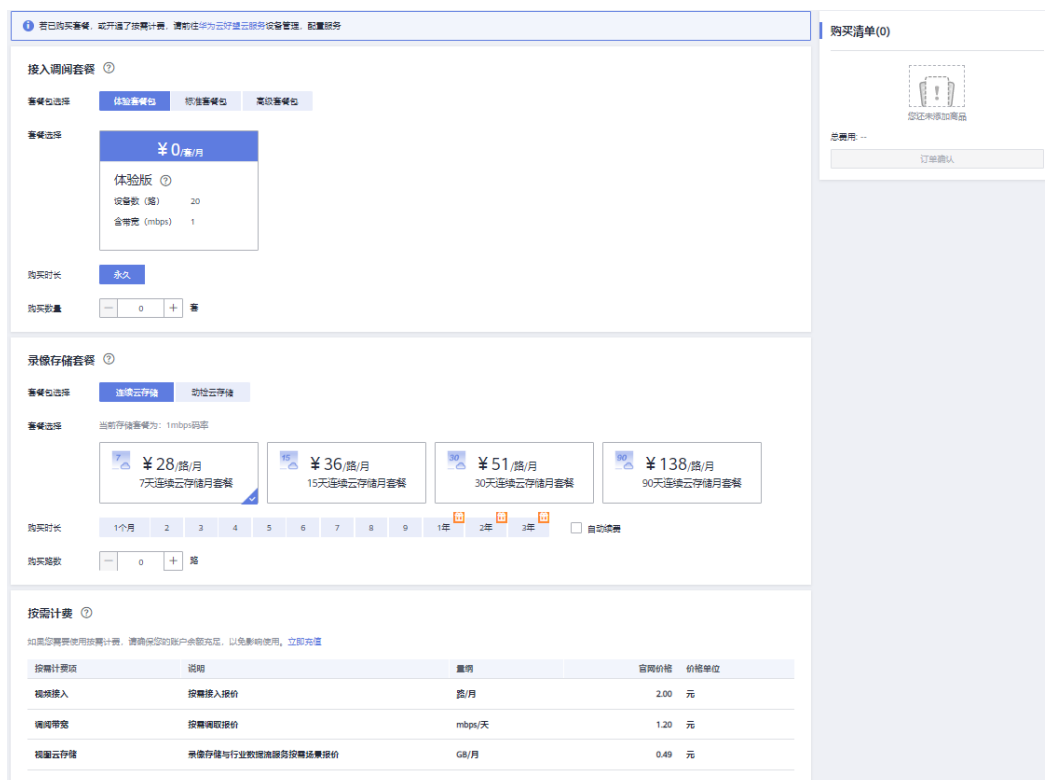 若已购买套餐，或开通了按需计费，请前往华为云好望云服务设备管理，配置服务
接入调阅套餐
套餐包选择 体验套餐包 标准套餐包 高级套餐包
套餐选择
¥0/套/月
体验版
设备数（路） 20
含带宽（mbps） 1
购买时长 永久
购买数量 0 套
录像存储套餐
套餐包选择 连续云存储 动检云存储
套餐选择 当前存储套餐为：1mbps码率
7 ¥28/路/月 15 ¥36/路/月 30 ¥51/路/月 90 ¥138/路/月
7天连续云存储月套餐 15天连续云存储月套餐 30天连续云存储月套餐 90天连续云存储月套餐
购买时长 1个月 2 3 4 5 6 7 8 9 1年 2年 3年 自动续费
购买路数 0 路
按需计费
如果您需要使用按需计费，请确保您的账户余额充足，以免影响使用。立即充值
按需计费项 说明 量纲 官网价格 价格单位
视频接入 按需接入报价 路/月 2.00 元
调阅带宽 按需调取报价 mbps/天 1.20 元
视图云存储 录像存储与行业数据流服务按需场景报价 GB/月 0.49 元
购买清单(0)
您还未添加商品
总费用: --
订单确认